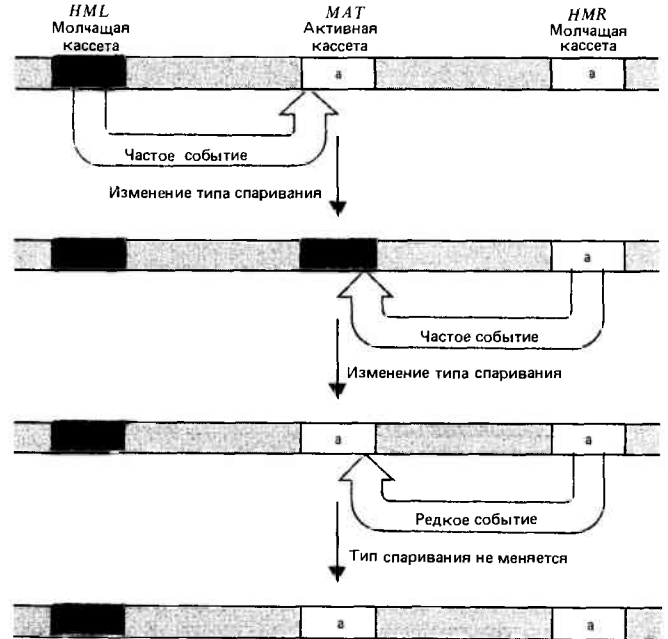 HML
Молчащая
кассета
MAT
Активная
кассета
HMR
Молчащая
кассета
a
a
Частое событие
Изменение типа спаривания
a
Частое событие
Изменение типа спаривания
a
a
Редкое событие
Тип спаривания не меняется
a
a